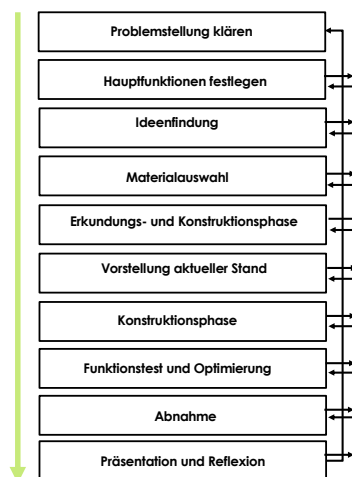 Problemstellung klären
Hauptfunktionen festlegen
Ideenfindung
Materialauswahl
Erkundungs- und Konstruktionsphase
Vorstellung aktueller Stand
Konstruktionsphase
Funktionstest und Optimierung
Abnahme
Präsentation und Reflexion